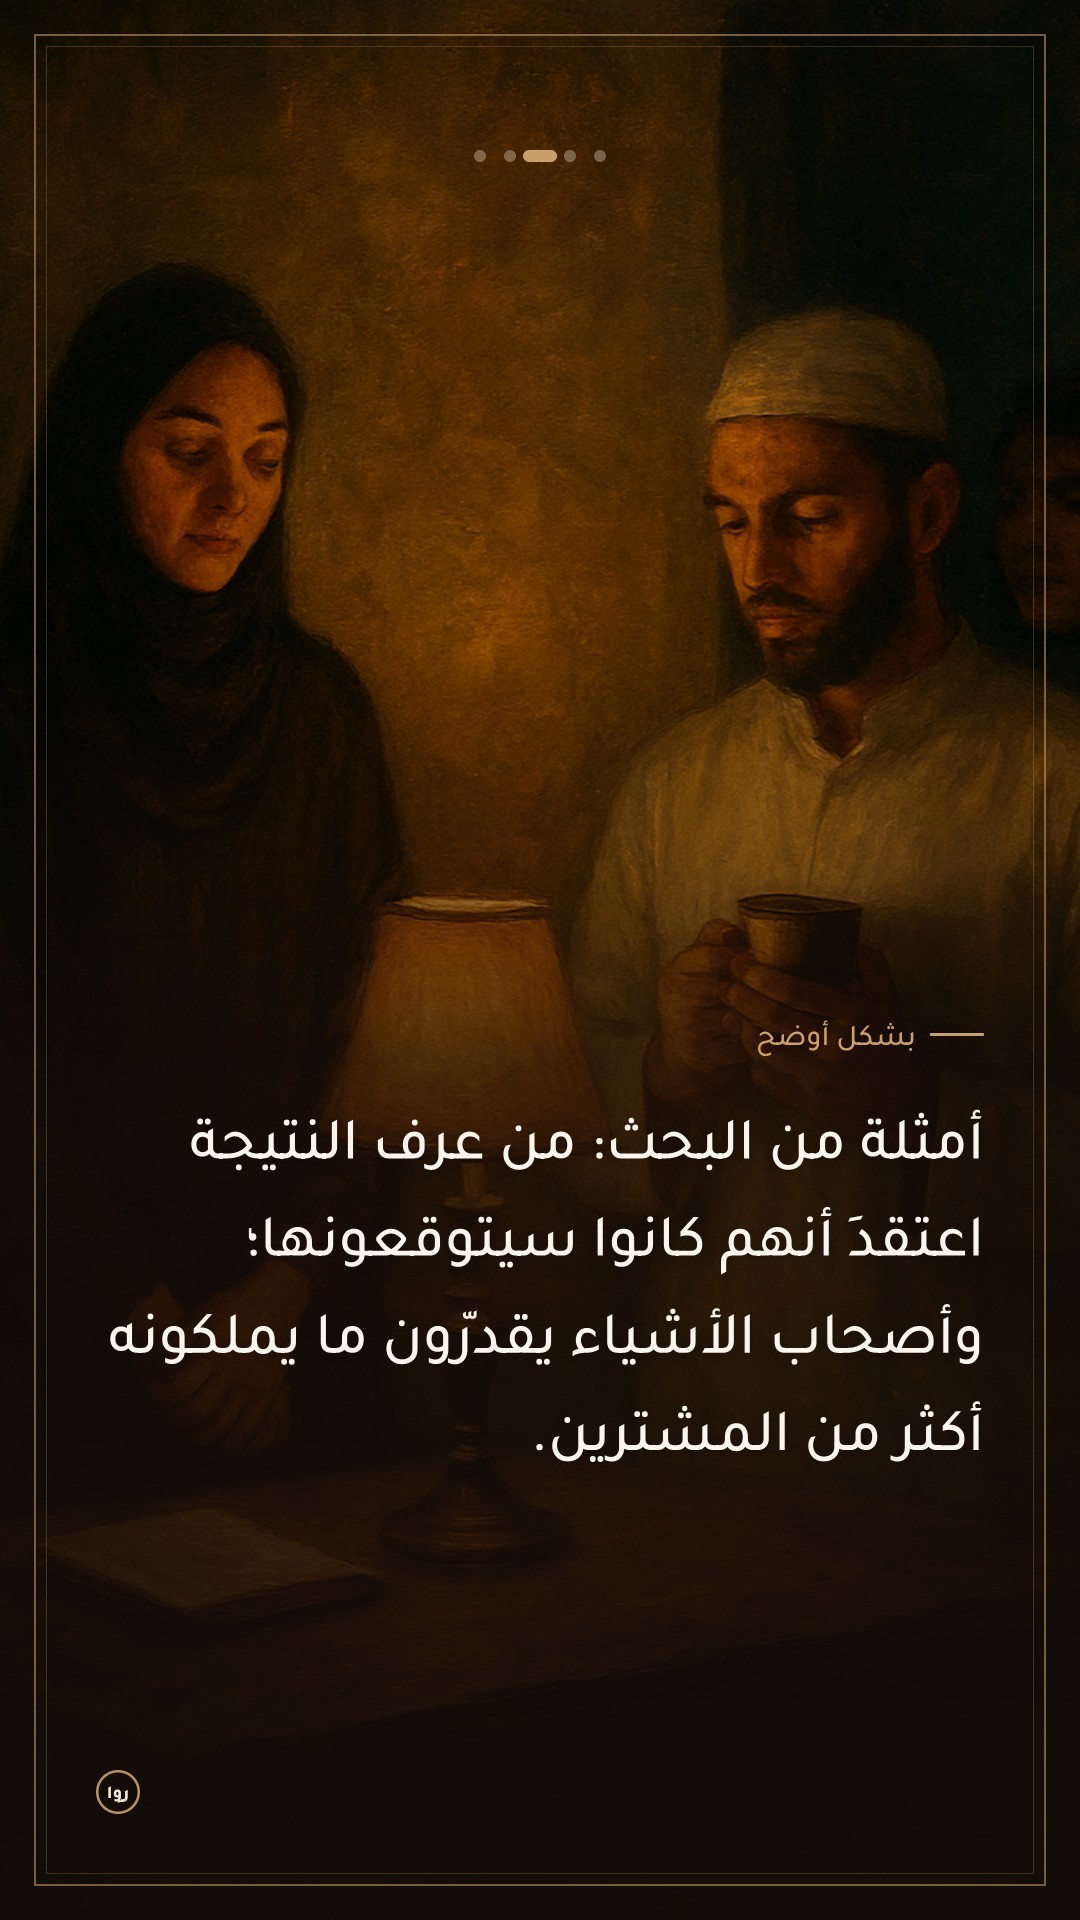 بشكل أوضح
أمثلة من البحث: من عرف النتيجة
اعتقدَ أنهم كانوا سيتوقعونها؛
وأصحاب الأشياء يقدّرون ما يملكونه
أكثر من المشترين.
روا